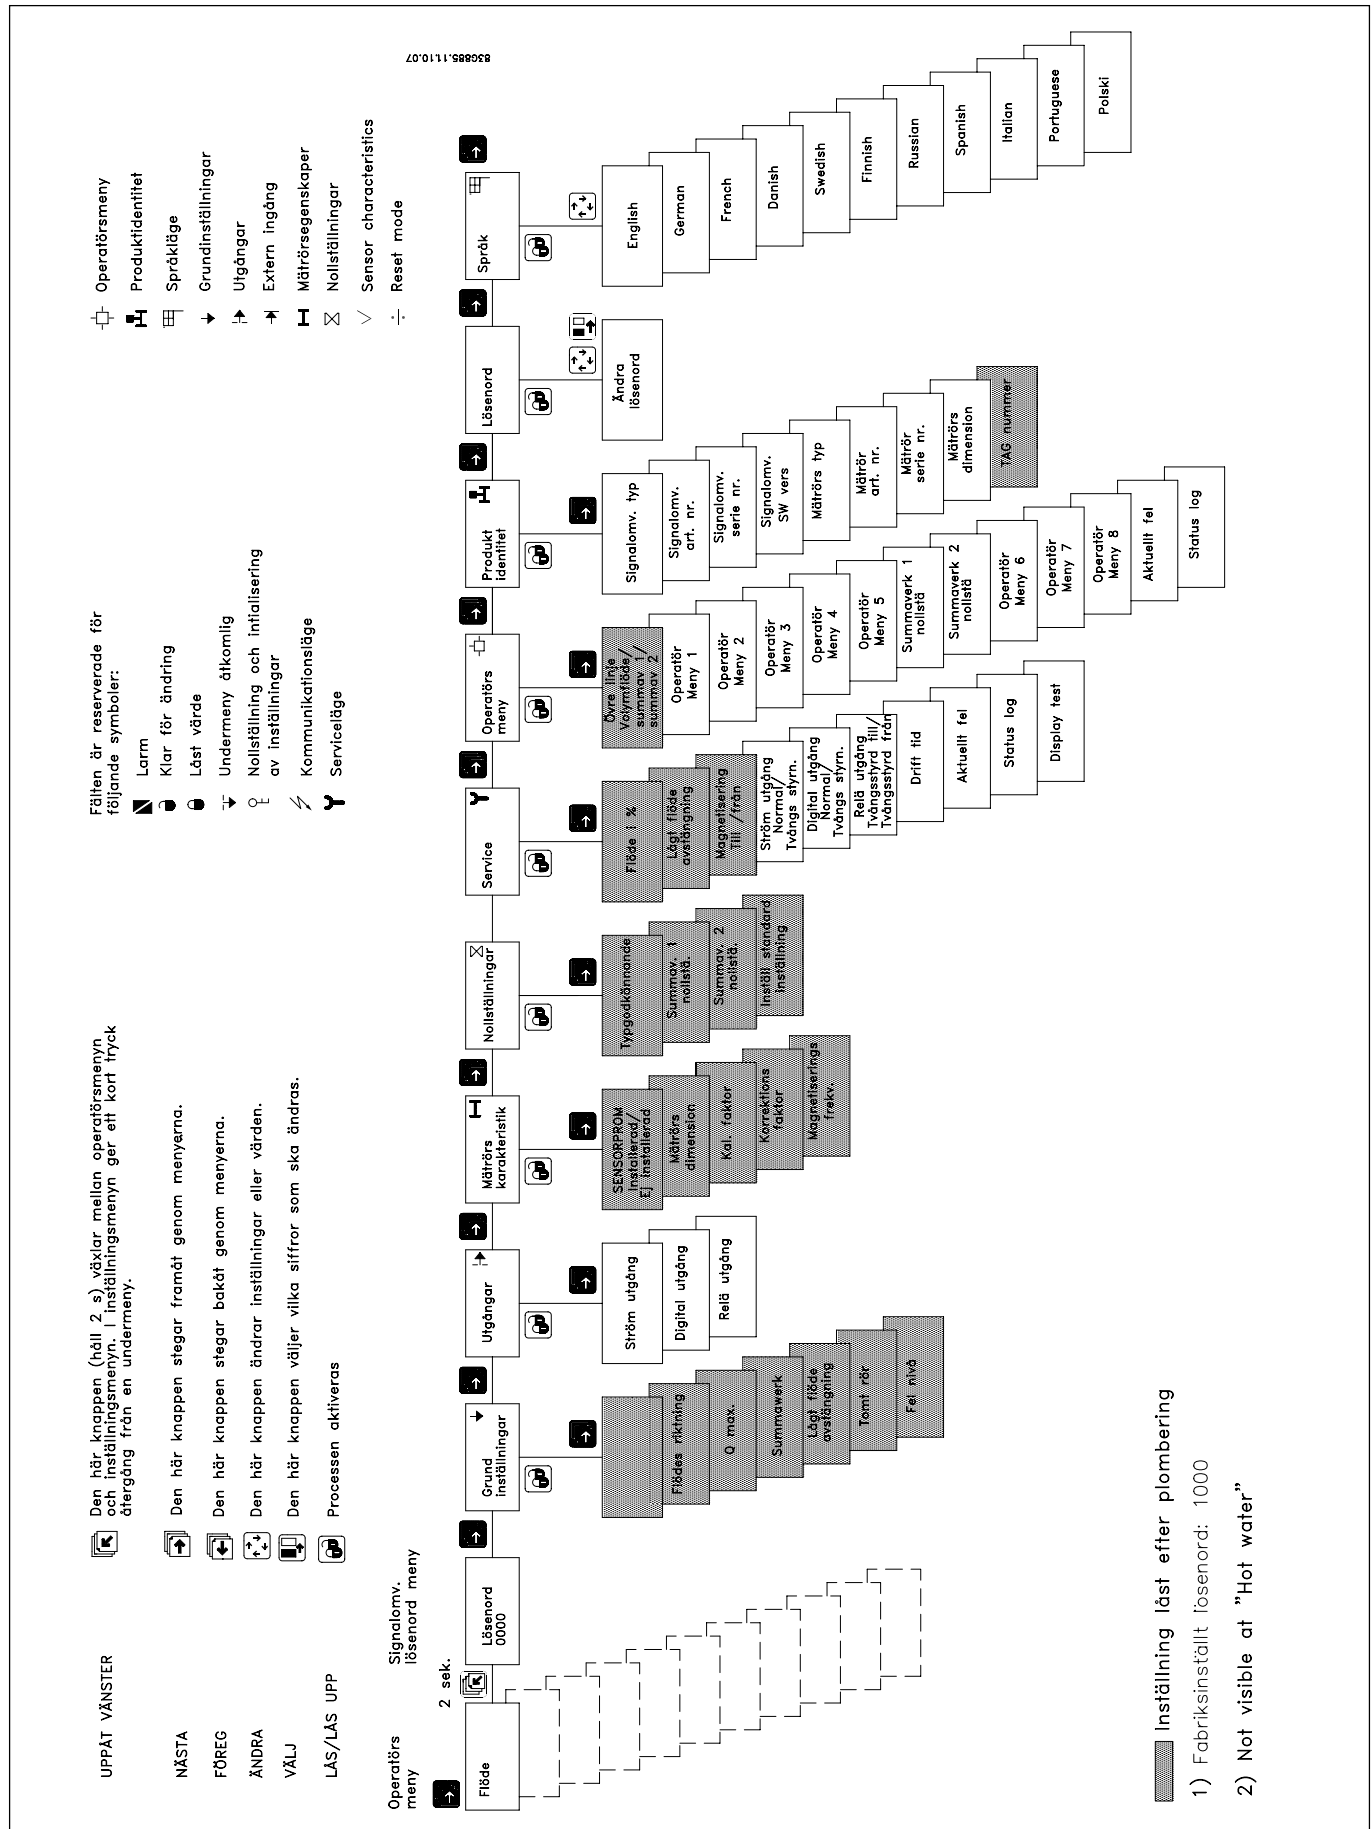 83G885.11.10.07
UPPÅT VÄNSTER
Den här knappen (håll 2 s) växlar mellan operatörsmenyn
och inställningsmenyn. I inställningsmenyn ger ett kort tryck
återgång från en undermeny.
NÄSTA
Den här knappen stegar framåt genom menyerna.
FÖREG
Den här knappen stegar bakåt genom menyerna.
ÄNDRA
Den här knappen ändrar inställningar eller värden.
VÄLJ
Den här knappen väljer vilka siffror som ska ändras.
LÅS/LÅS UPP
Processen aktiveras
Fälten är reserverade för
följande symboler:
Larm
Klar för ändring
Låst värde
Undermeny åtkomlig
Nollställning och intialisering
av inställningar
Kommunikationsläge
Serviceläge
Operatörsmeny
Produktidentitet
Språkläge
Grundinställningar
Utgångar
Extern ingång
Mätrörsegenskaper
Nollställningar
Sensor characteristics
Reset mode
Operatörs
meny
2 sek.
Signalomv.
lösenord meny
Flöde
Lösenord
0000
Grund
inställningar
Flödes riktning
Q max.
Summawerk
Lågt flöde
avstängning
Tomt rör
Fel nivå
Utgångar
Ström utgång
Digital utgång
Relä utgång
Mätrörs
karakteristik
SENSORPROM
Installerad/
Ej installerad
Mätrörs
dimension
Kal. faktor
Korrektions
faktor
Magnetiserings
frekv.
Nollställningar
Typgodkönnande
Summav. 1
nollstä.
Summav. 2
nollstä.
Inställ standard
inställning
Service
Flöde i %
Lågt flöde
avstängning
Magnetisering
Till /från
Ström utgång
Normal/
Tvångs styrn.
Digital utgång
Normal/
Tvångs styrn.
Relä utgång
Tvångsstyrd till/
Tvångsstyrd från
Drift tid
Aktuellt fel
Status log
Display test
Operatörs
meny
Övre linje
Volymflöde/
summav 1/
summav 2
Operatör
Meny 1
Operatör
Meny 2
Operatör
Meny 3
Operatör
Meny 4
Operatör
Meny 5
Summaverk 1
nollstä
Summaverk 2
nollstä
Operatör
Meny 6
Operatör
Meny 7
Operatör
Meny 8
Aktuellt fel
Status log
Produkt
identitet
Signalomv. typ
Signalomv.
art. nr.
Signalomv.
serie nr.
Signalomv.
SW vers
Mätrörs typ
Mätrör
art. nr.
Mätrör
serie nr.
Mätrörs
dimension
TAG nummer
Lösenord
Ändra
lösenord
Språk
English
German
French
Danish
Swedish
Finnish
Russian
Spanish
Italian
Portuguese
Polski
Inställning låst efter plombering
1) Fabriksinställt lösenord: 1000
2) Not visible at "Hot water"